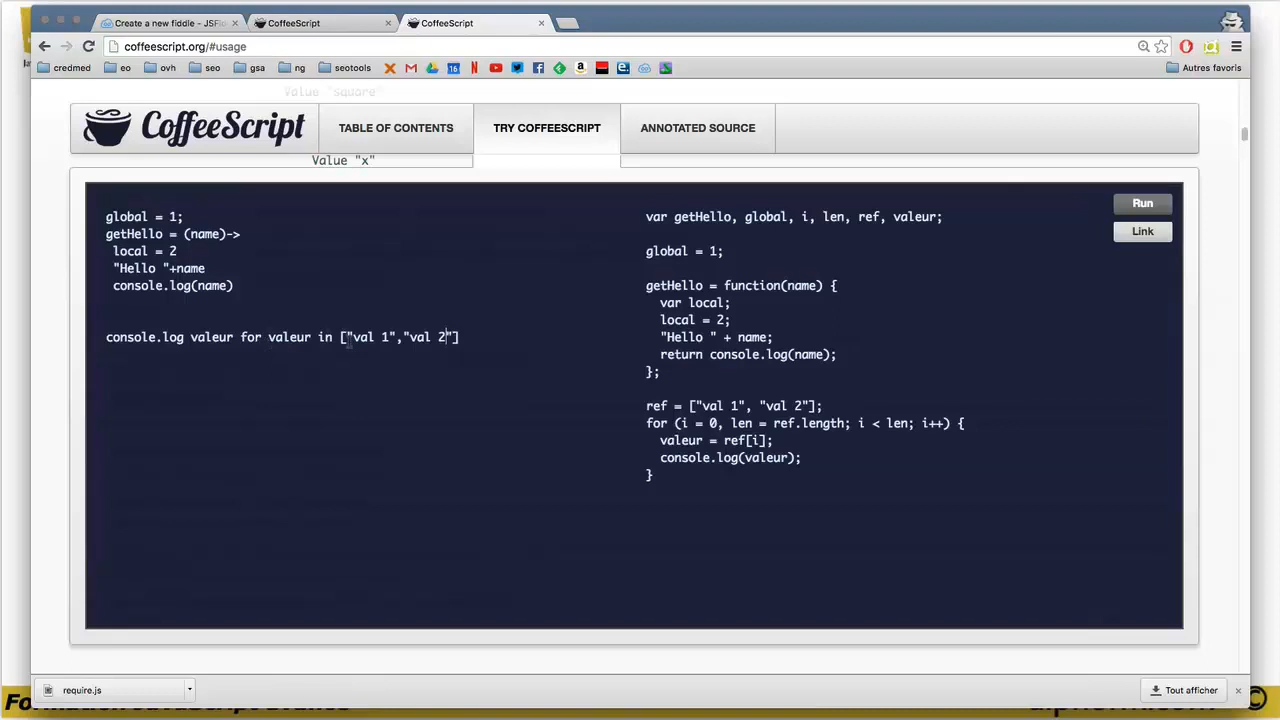 Create a new fiddle - JSFi
CoffeeScript
CoffeeScript
coffeescript.org/#usage
credmed
eo
ovh
seo
gsa
ng
seotools
16
Autres favoris
Value "square"
CoffeeScript
TABLE OF CONTENTS
TRY COFFEESCRIPT
ANNOTATED SOURCE
Value "x"
global = 1;
getHello = (name)->
local = 2
"Hello "+name
console.log(name)
console.log valeur for valeur in ["val 1","val 2"]
var getHello, global, i, len, ref, valeur;
global = 1;
getHello = function(name) {
var local;
local = 2;
"Hello " + name;
return console.log(name);
};
ref = ["val 1", "val 2"];
for (i = 0, len = ref.length; i < len; i++) {
valeur = ref[i];
console.log(valeur);
}
Run
Link
require.js
Tout afficher